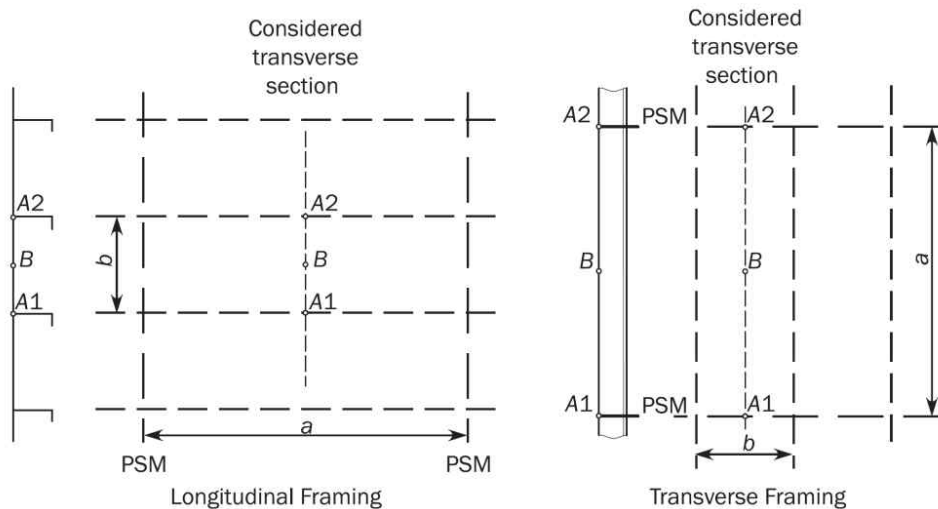 Considered
transverse
section
A2
B
A1
b
A2
B
A1
a
PSM
PSM
Longitudinal Framing
Considered
transverse
section
A2
PSM
A2
B
B
a
A1
PSM
A1
b
Transverse Framing